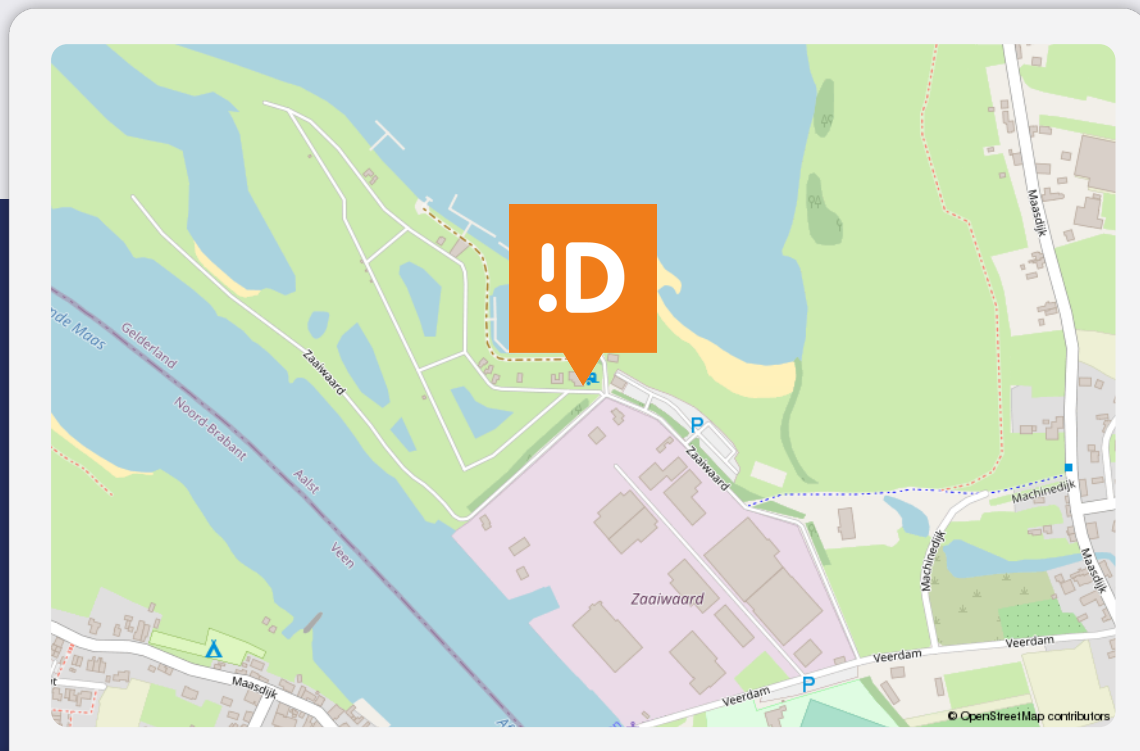 Maasdijk
!D
nde Maas
Gelderland
Zaaiwaard
Noord-Brabant
P
Aalst
Zaaiwaard
Machinedijk
Veen
Machinedijk
Maasdijk
Zaaiwaard
Veerdam
Veerdam
Maasdijk
P
Veerdam
© OpenStreetMap contributors